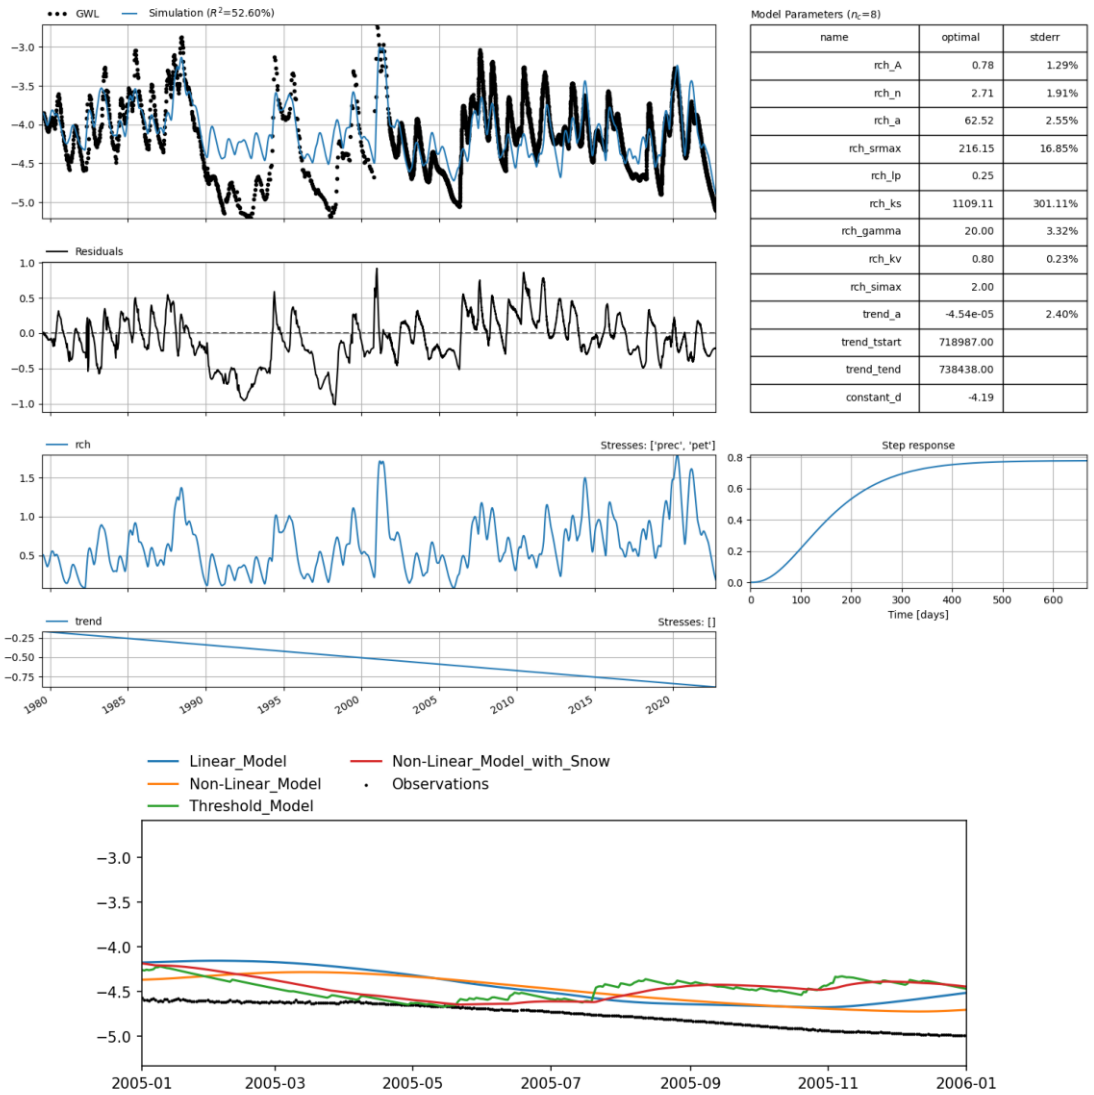 GWL
Simulation (R²=52.60%)
−3.0
−3.5
−4.0
−4.5
−5.0
Residuals
1.0
0.5
0.0
−0.5
−1.0
rch
Stresses: ['prec', 'pet']
1.5
1.0
0.5
trend
Stresses: []
−0.25
−0.50
−0.75
1980
1985
1990
1995
2000
2005
2010
2015
2020
Model Parameters (n_c=8)
name optimal stderr
rch_A 0.78 1.29%
rch_n 2.71 1.91%
rch_a 62.52 2.55%
rch_srmax 216.15 16.85%
rch_lp 0.25
rch_ks 1109.11 301.11%
rch_gamma 20.00 3.32%
rch_kv 0.80 0.23%
rch_simax 2.00
trend_a -4.54e-05 2.40%
trend_tstart 718987.00
trend_tend 738438.00
constant_d -4.19
Step response
0.8
0.6
0.4
0.2
0.0
0 100 200 300 400 500 600
Time [days]
Linear_Model
Non-Linear_Model
Threshold_Model
Non-Linear_Model_with_Snow
Observations
−3.0
−3.5
−4.0
−4.5
−5.0
2005-01 2005-03 2005-05 2005-07 2005-09 2005-11 2006-01